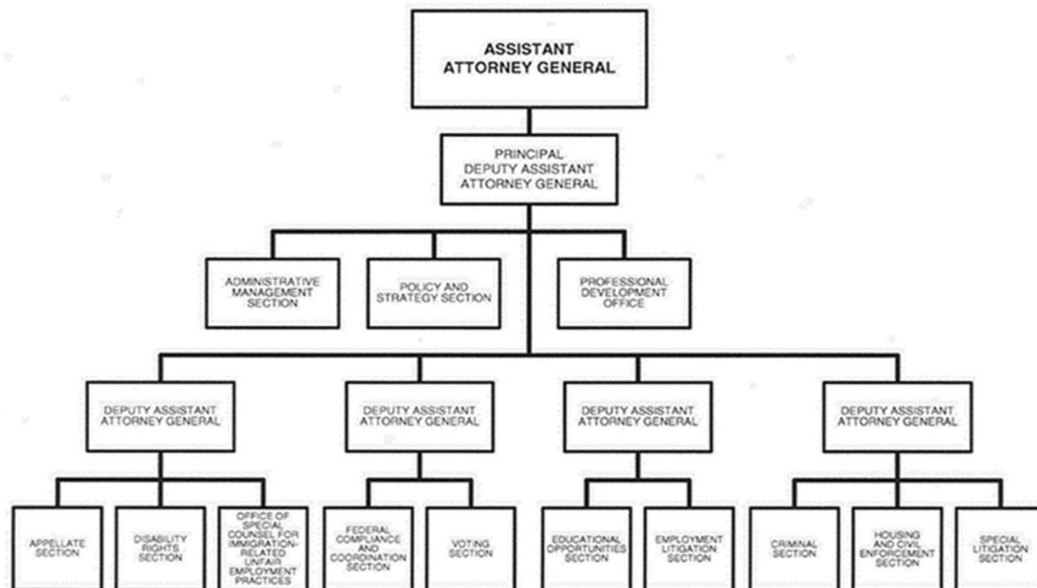 ASSISTANT
ATTORNEY GENERAL
PRINCIPAL
DEPUTY ASSISTANT
ATTORNEY GENERAL
ADMINISTRATIVE
MANAGEMENT
SECTION
POLICY AND
STRATEGY SECTION
PROFESSIONAL
DEVELOPMENT
OFFICE
DEPUTY ASSISTANT
ATTORNEY GENERAL
DEPUTY ASSISTANT
ATTORNEY GENERAL
DEPUTY ASSISTANT
ATTORNEY GENERAL
DEPUTY ASSISTANT
ATTORNEY GENERAL
APPELLATE
SECTION
DISABILITY
RIGHTS SECTION
OFFICE OF
SPECIAL
COUNSEL FOR
IMMIGRATION-
RELATED
UNFAIR
EMPLOYMENT
PRACTICES
FEDERAL
COMPLIANCE
AND
COORDINATION
SECTION
VOTING
SECTION
EDUCATIONAL
OPPORTUNITIES
SECTION
EMPLOYMENT
LITIGATION
SECTION
CRIMINAL
SECTION
HOUSING
AND CIVIL
ENFORCEMENT
SECTION
SPECIAL
LITIGATION
SECTION